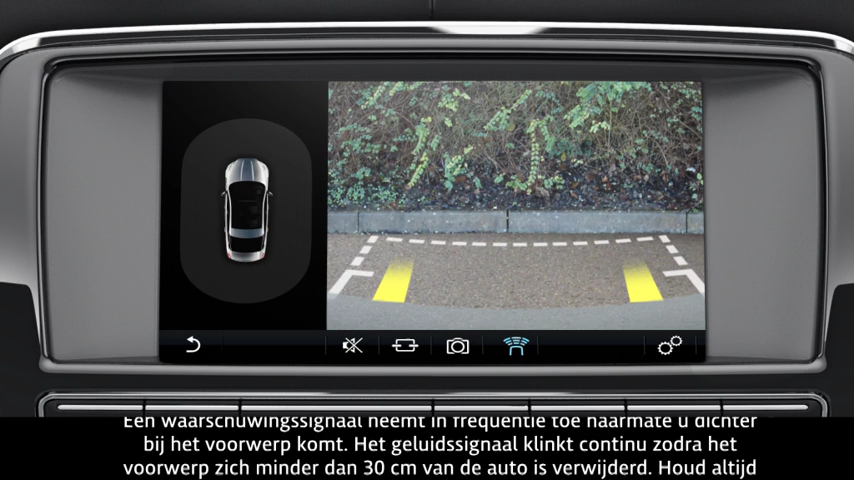 Een waarschuwingssignaal neemt in frequentie toe naarmate u dichter
bij het voorwerp komt. Het geluidssignaal klinkt continu zodra het
voorwerp zich minder dan 30 cm van de auto is verwijderd. Houd altijd